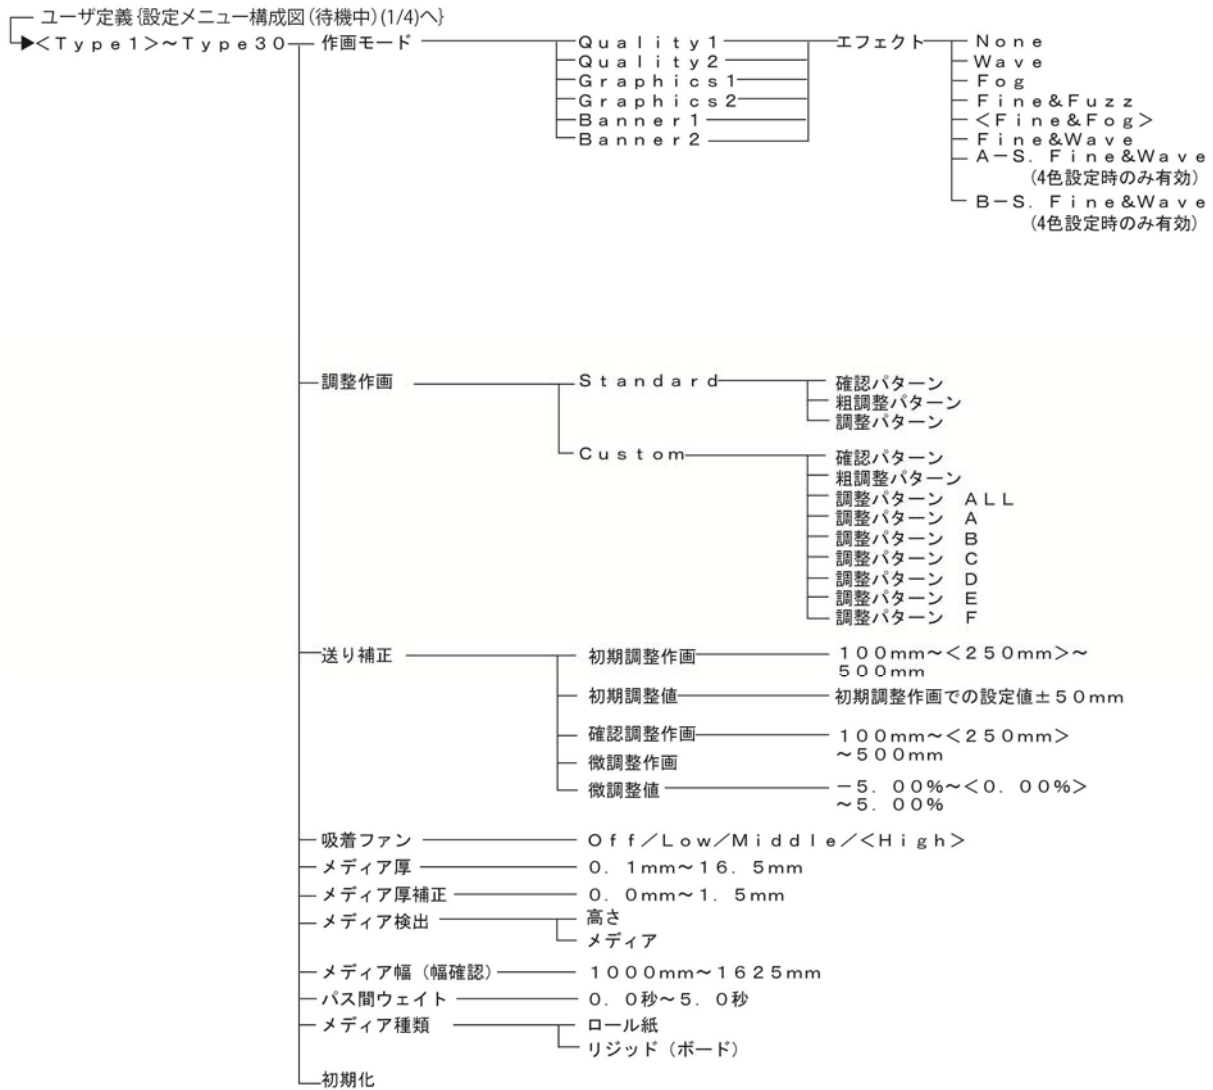 ユーザ定義{設定メニュー構成図(待機中)(1/4)へ}
＜Ｔｙｐｅ１＞～Ｔｙｐｅ３０
作画モード
Ｑｕａｌｉｔｙ１
Ｑｕａｌｉｔｙ２
Ｇｒａｐｈｉｃｓ１
Ｇｒａｐｈｉｃｓ２
Ｂａｎｎｅｒ１
Ｂａｎｎｅｒ２
エフェクト
Ｎｏｎｅ
Ｗａｖｅ
Ｆｏｇ
Ｆｉｎｅ&Ｆｕｚｚ
＜Ｆｉｎｅ&Ｆｏｇ＞
Ｆｉｎｅ&Ｗａｖｅ
Ａ－Ｓ．Ｆｉｎｅ&Ｗａｖｅ
(4色設定時のみ有効)
Ｂ－Ｓ．Ｆｉｎｅ&Ｗａｖｅ
(4色設定時のみ有効)
調整作画
Ｓｔａｎｄａｒｄ
確認パターン
粗調整パターン
調整パターン
Ｃｕｓｔｏｍ
確認パターン
粗調整パターン
調整パターン　ＡＬＬ
調整パターン　Ａ
調整パターン　Ｂ
調整パターン　Ｃ
調整パターン　Ｄ
調整パターン　Ｅ
調整パターン　Ｆ
送り補正
初期調整作画
１００ｍｍ～＜２５０ｍｍ＞～
５００ｍｍ
初期調整値
初期調整作画での設定値±５０ｍｍ
確認調整作画
１００ｍｍ～＜２５０ｍｍ＞
～５００ｍｍ
微調整作画
微調整値
－５．００％～＜０．００％＞
～５．００％
吸着ファン
Ｏｆｆ／Ｌｏｗ／Ｍｉｄｄｌｅ／＜Ｈｉｇｈ＞
メディア厚
０．１ｍｍ～１６．５ｍｍ
メディア厚補正
０．０ｍｍ～１．５ｍｍ
メディア検出
高さ
メディア
メディア幅（幅確認）
１０００ｍｍ～１６２５ｍｍ
パス間ウェイト
０．０秒～５．０秒
メディア種類
ロール紙
リジッド（ボード）
初期化